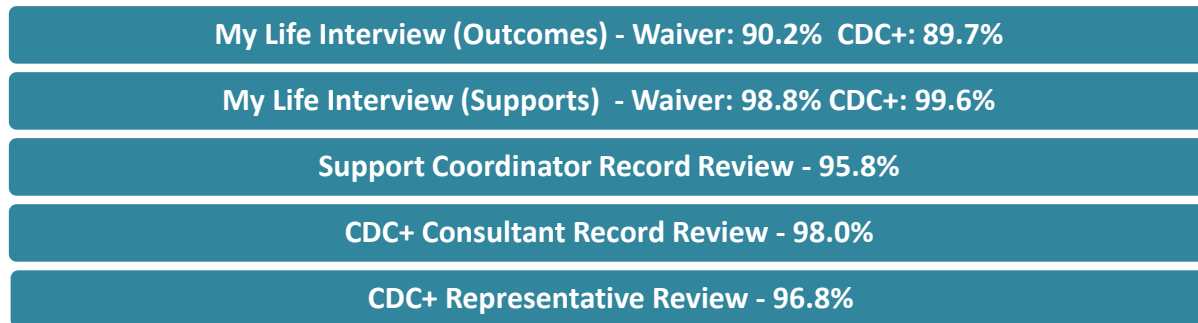 My Life Interview (Outcomes) - Waiver: 90.2%  CDC+: 89.7%
My Life Interview (Supports)  - Waiver: 98.8% CDC+: 99.6%
Support Coordinator Record Review - 95.8%
CDC+ Consultant Record Review - 98.0%
CDC+ Representative Review - 96.8%